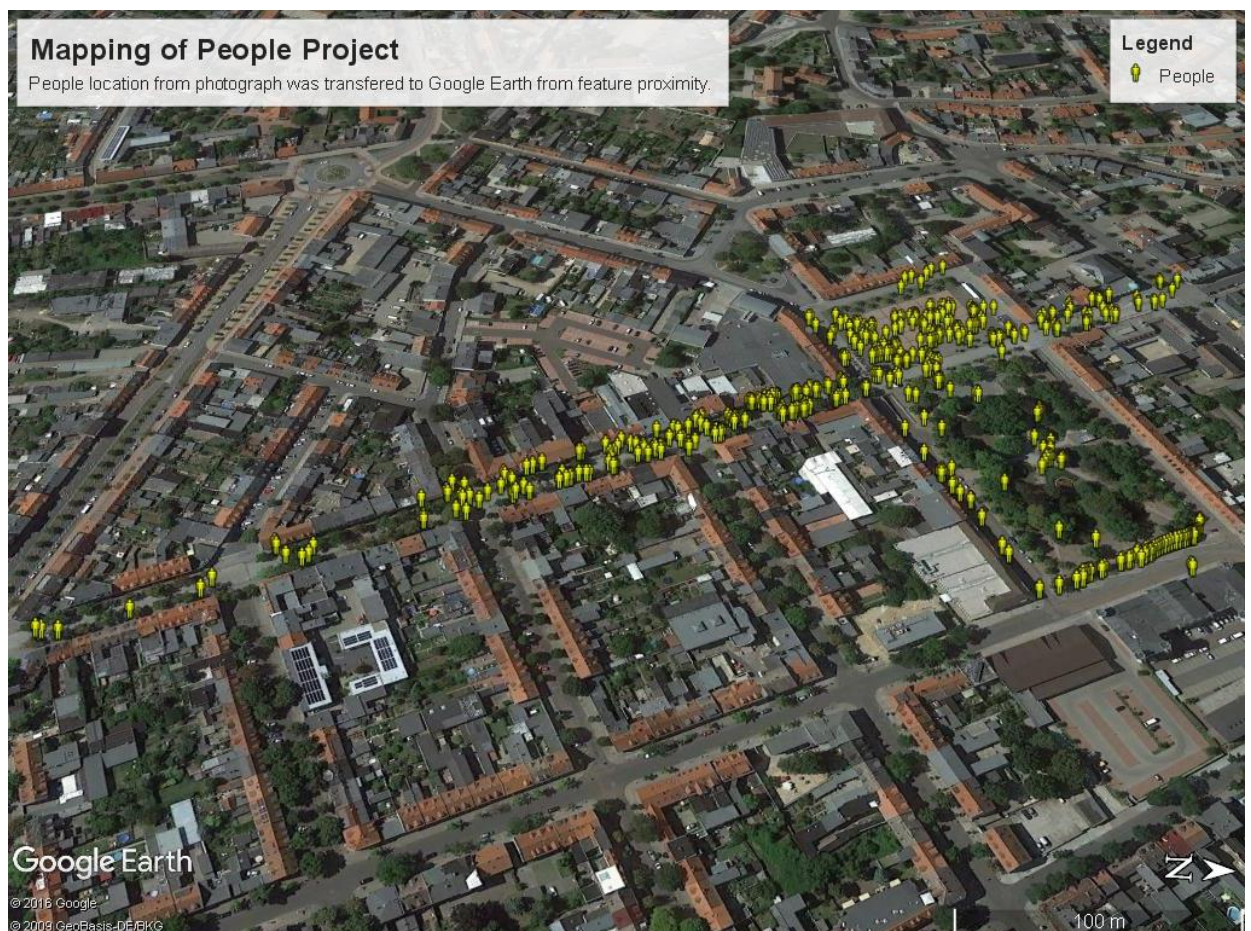 Mapping of People Project
People location from photograph was transfered to Google Earth from feature proximity.
Legend
People
Google Earth
© 2016 Google
© 2009 GeoBasis-DE/BKG
N
100 m